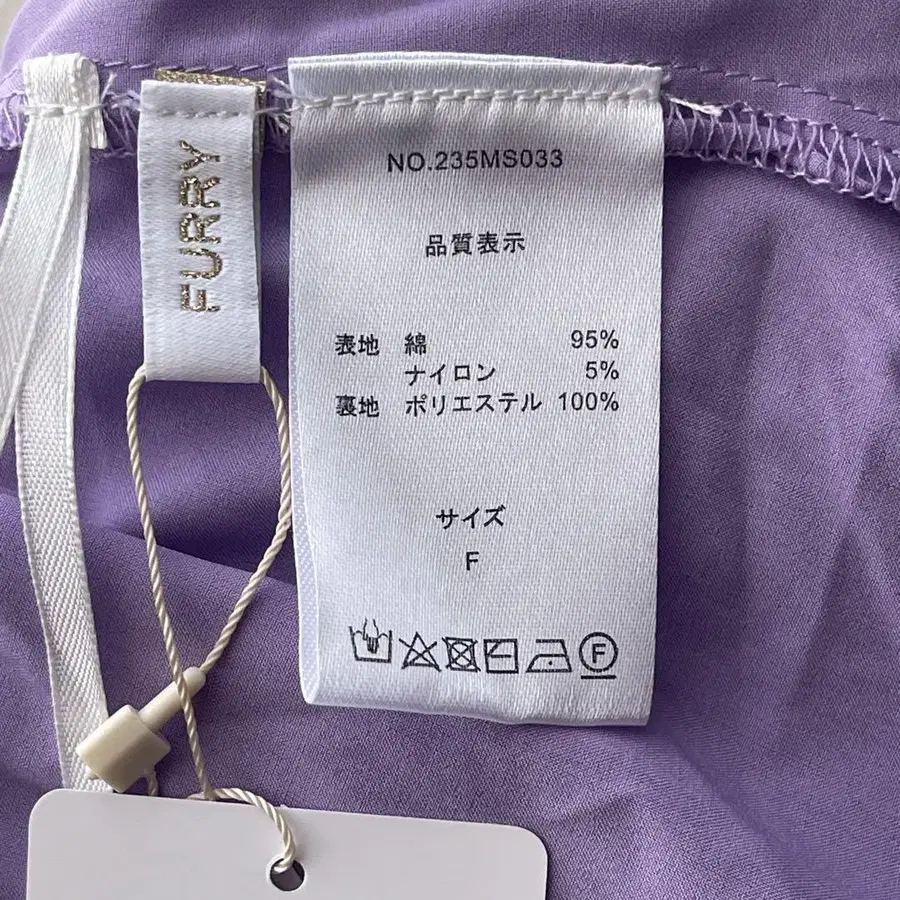 FURRY
NO.235MS033
品質表示
表地 綿 95%
ナイロン 5%
裏地 ポリエステル 100%
サイズ
F
F